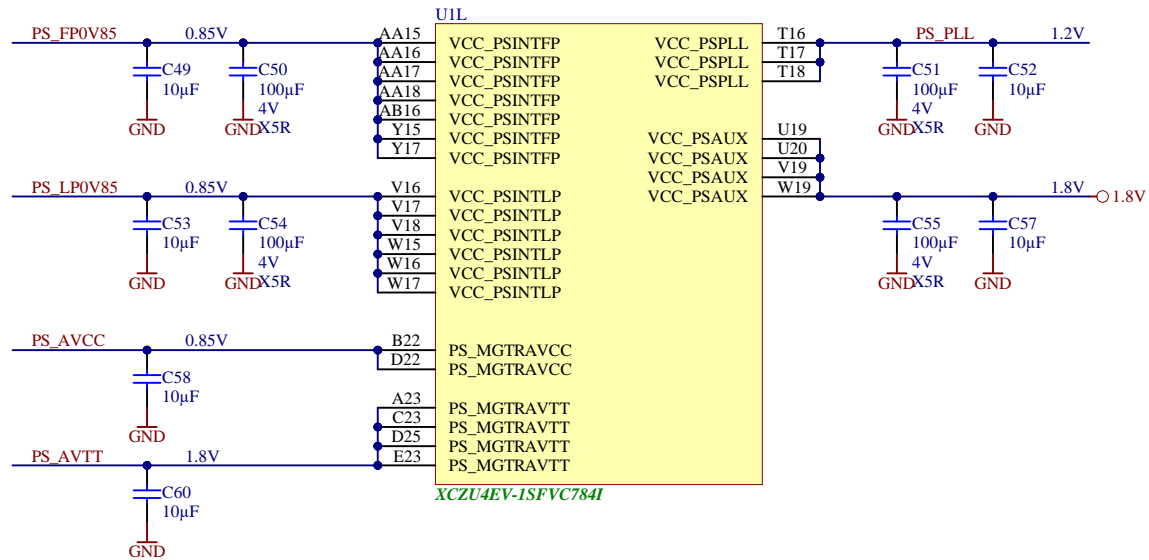 U1L
PS_FP0V85 0.85V
C49
10µF
GND
C50
100µF
4V
X5R
GND
AA15 VCC_PSINTFP
AA16 VCC_PSINTFP
AA17 VCC_PSINTFP
AA18 VCC_PSINTFP
AB16 VCC_PSINTFP
Y15 VCC_PSINTFP
Y17 VCC_PSINTFP
PS_LP0V85 0.85V
C53
10µF
GND
C54
100µF
4V
X5R
GND
V16 VCC_PSINTLP
V17 VCC_PSINTLP
V18 VCC_PSINTLP
W15 VCC_PSINTLP
W16 VCC_PSINTLP
W17 VCC_PSINTLP
PS_AVCC 0.85V
C58
10µF
GND
B22 PS_MGTRAVCC
D22 PS_MGTRAVCC
A23 PS_MGTRAVTT
C23 PS_MGTRAVTT
D25 PS_MGTRAVTT
E23 PS_MGTRAVTT
PS_AVTT 1.8V
C60
10µF
GND
VCC_PSPLL T16
VCC_PSPLL T17
VCC_PSPLL T18
PS_PLL 1.2V
C51
100µF
4V
X5R
GND
C52
10µF
GND
VCC_PSAUX U19
VCC_PSAUX U20
VCC_PSAUX V19
VCC_PSAUX W19
1.8V 1.8V
C55
100µF
4V
X5R
GND
C57
10µF
GND
XCZU4EV-1SFVC784I